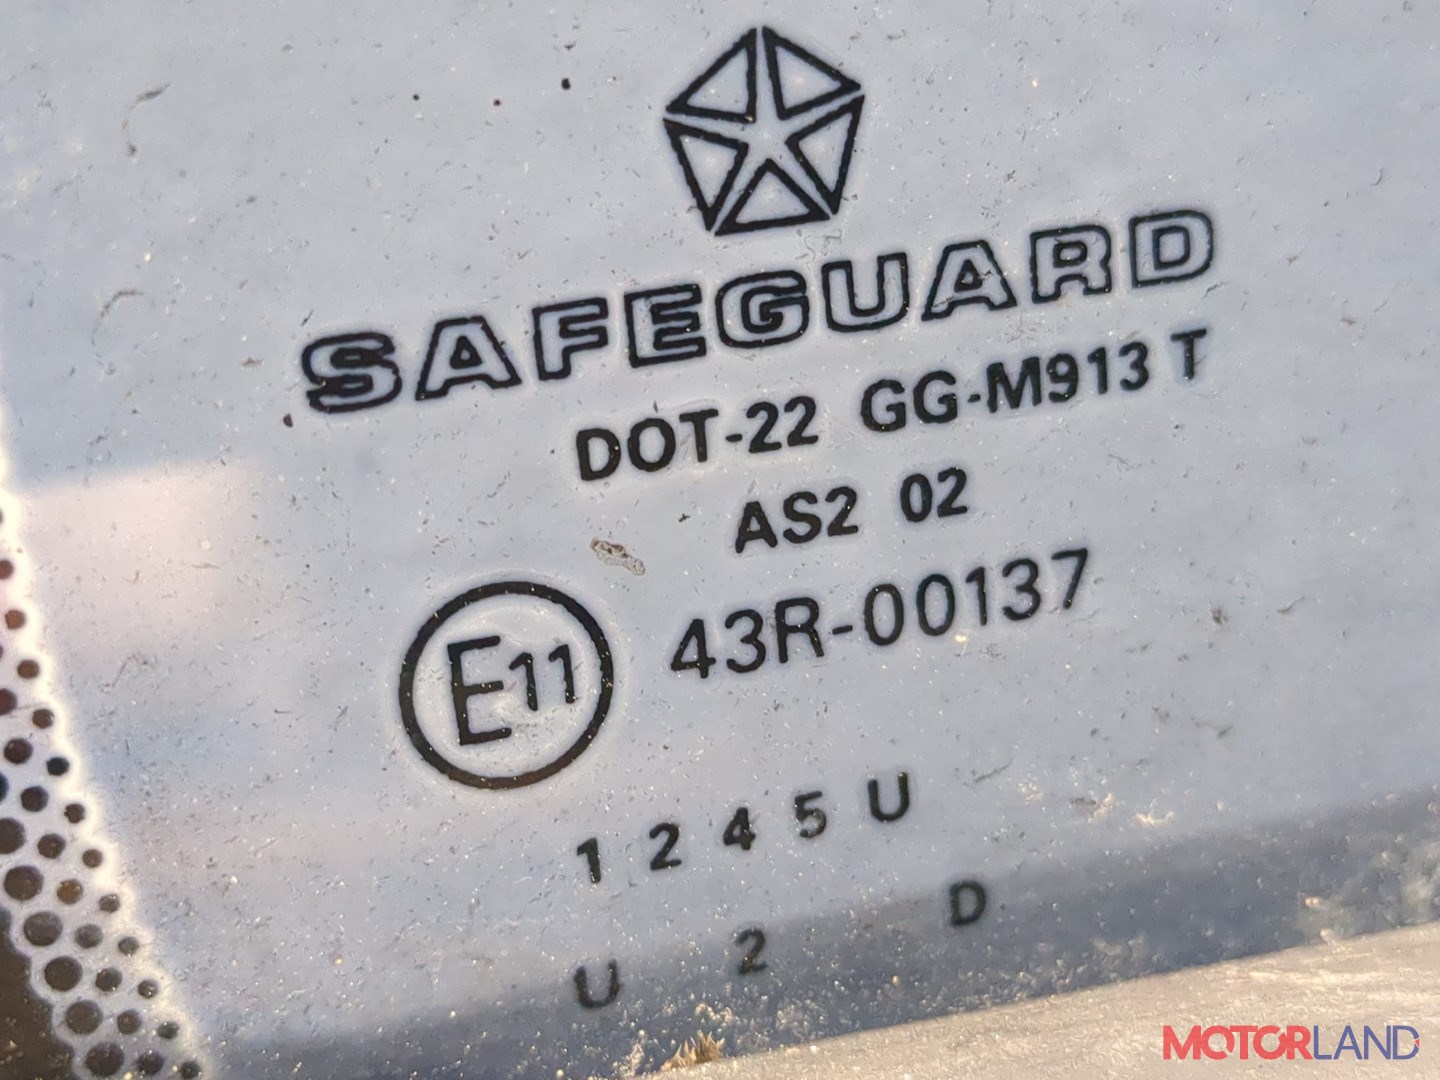 SAFEGUARD
DOT-22 GG-M913 T
AS2 02
E11 43R-00137
1 2 4 5 U
U 2 D
MOTORLAND